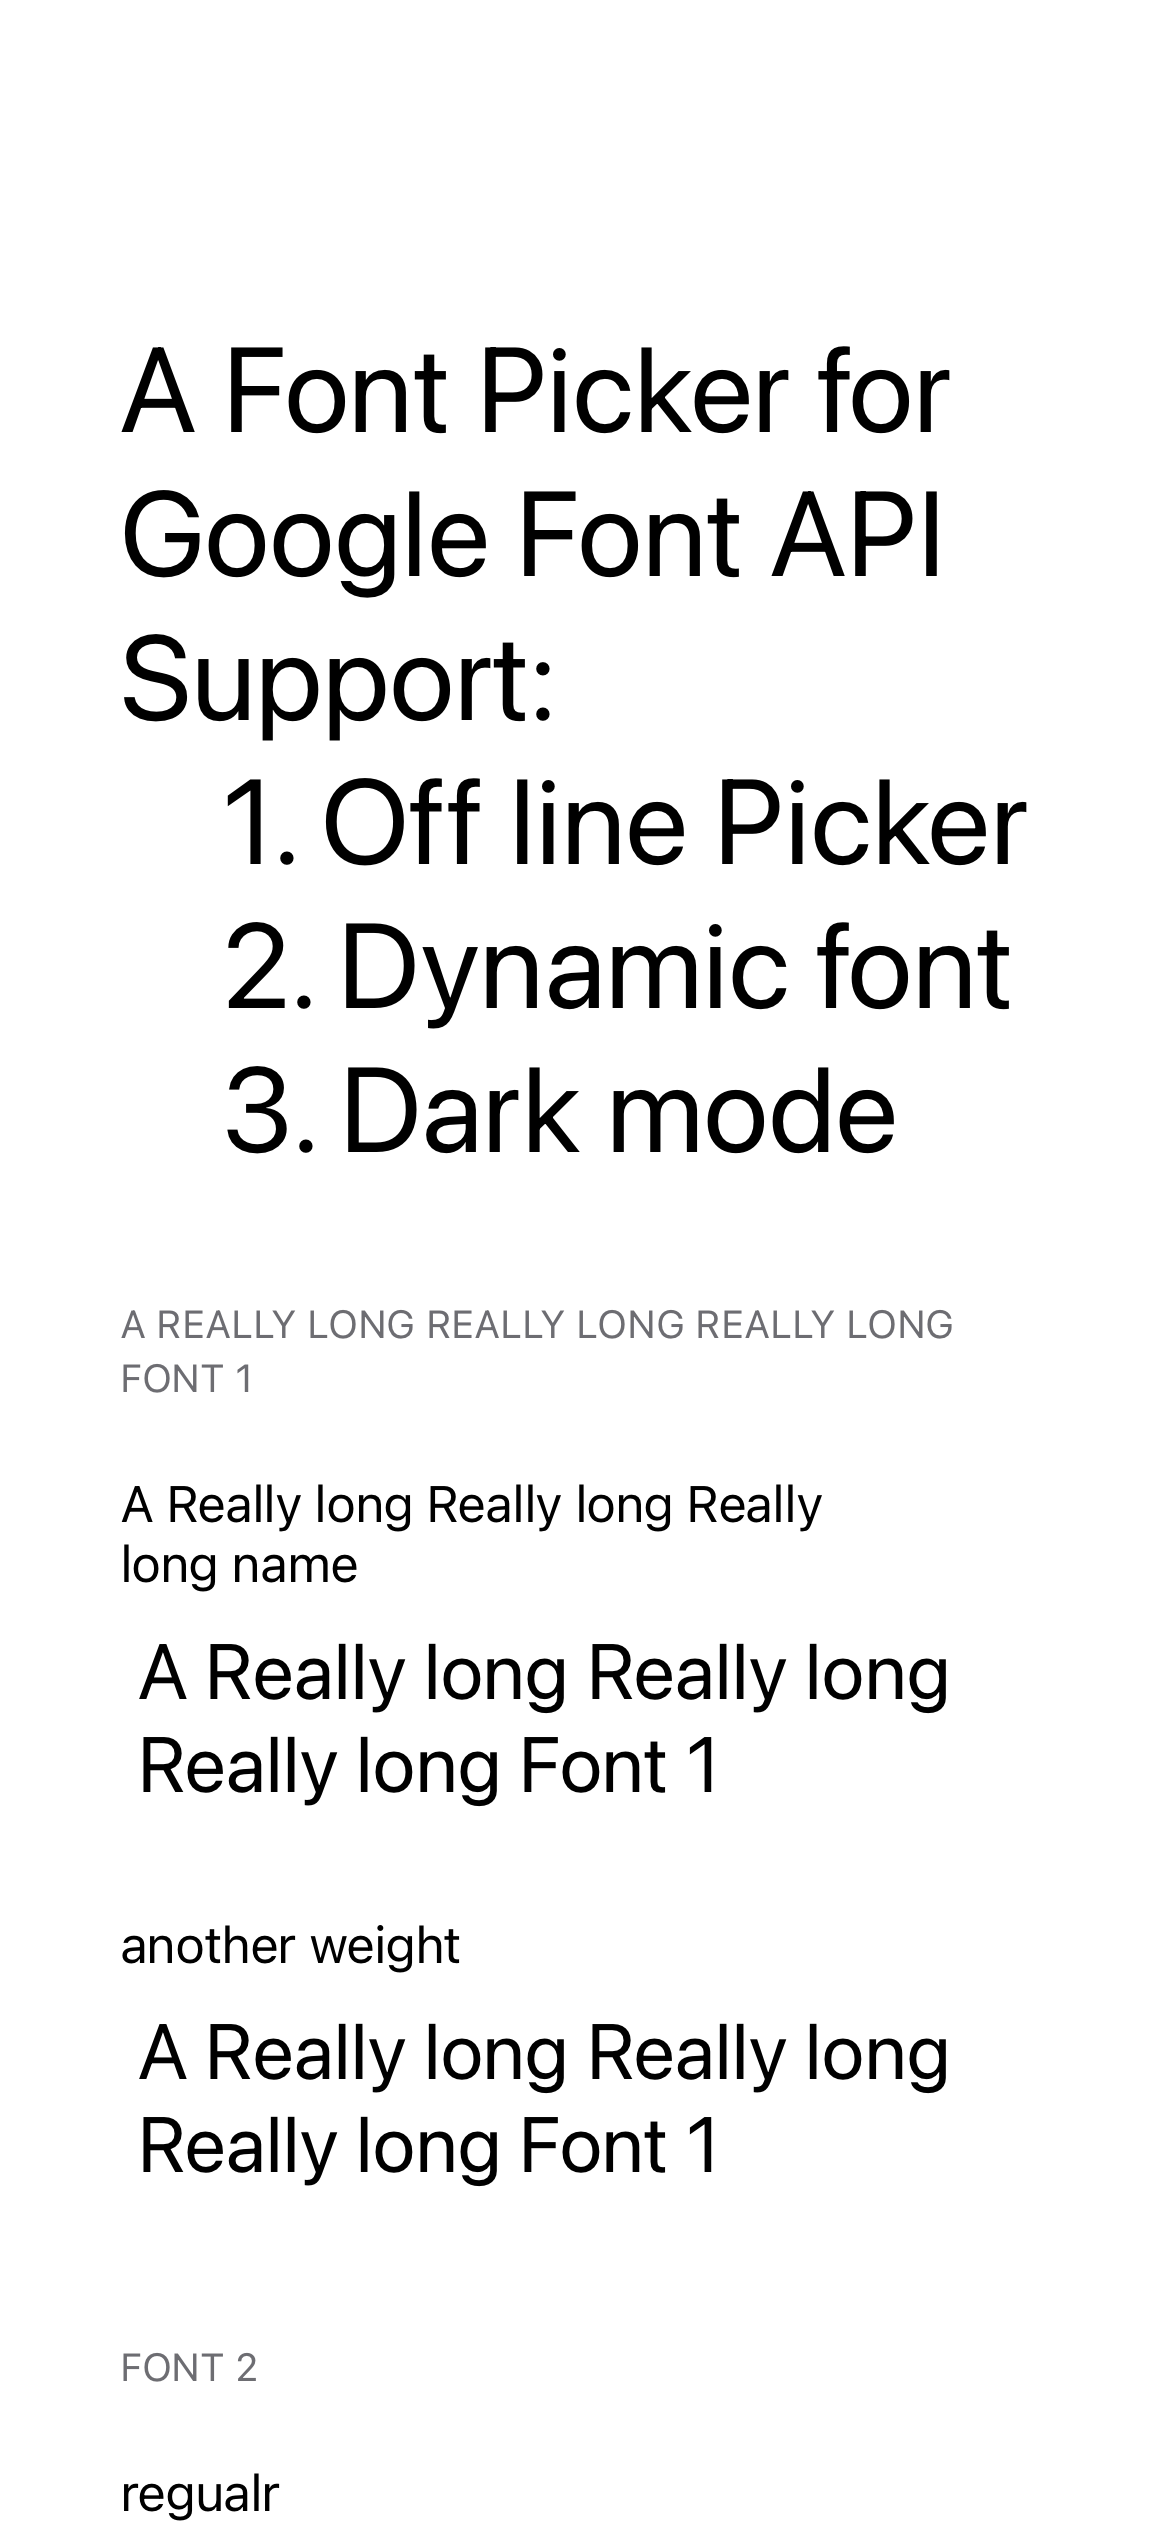 A Font Picker for
Google Font API
Support:
1. Off line Picker
2. Dynamic font
3. Dark mode
A REALLY LONG REALLY LONG REALLY LONG
FONT 1
A Really long Really long Really
long name
A Really long Really long
Really long Font 1
another weight
A Really long Really long
Really long Font 1
FONT 2
regualr